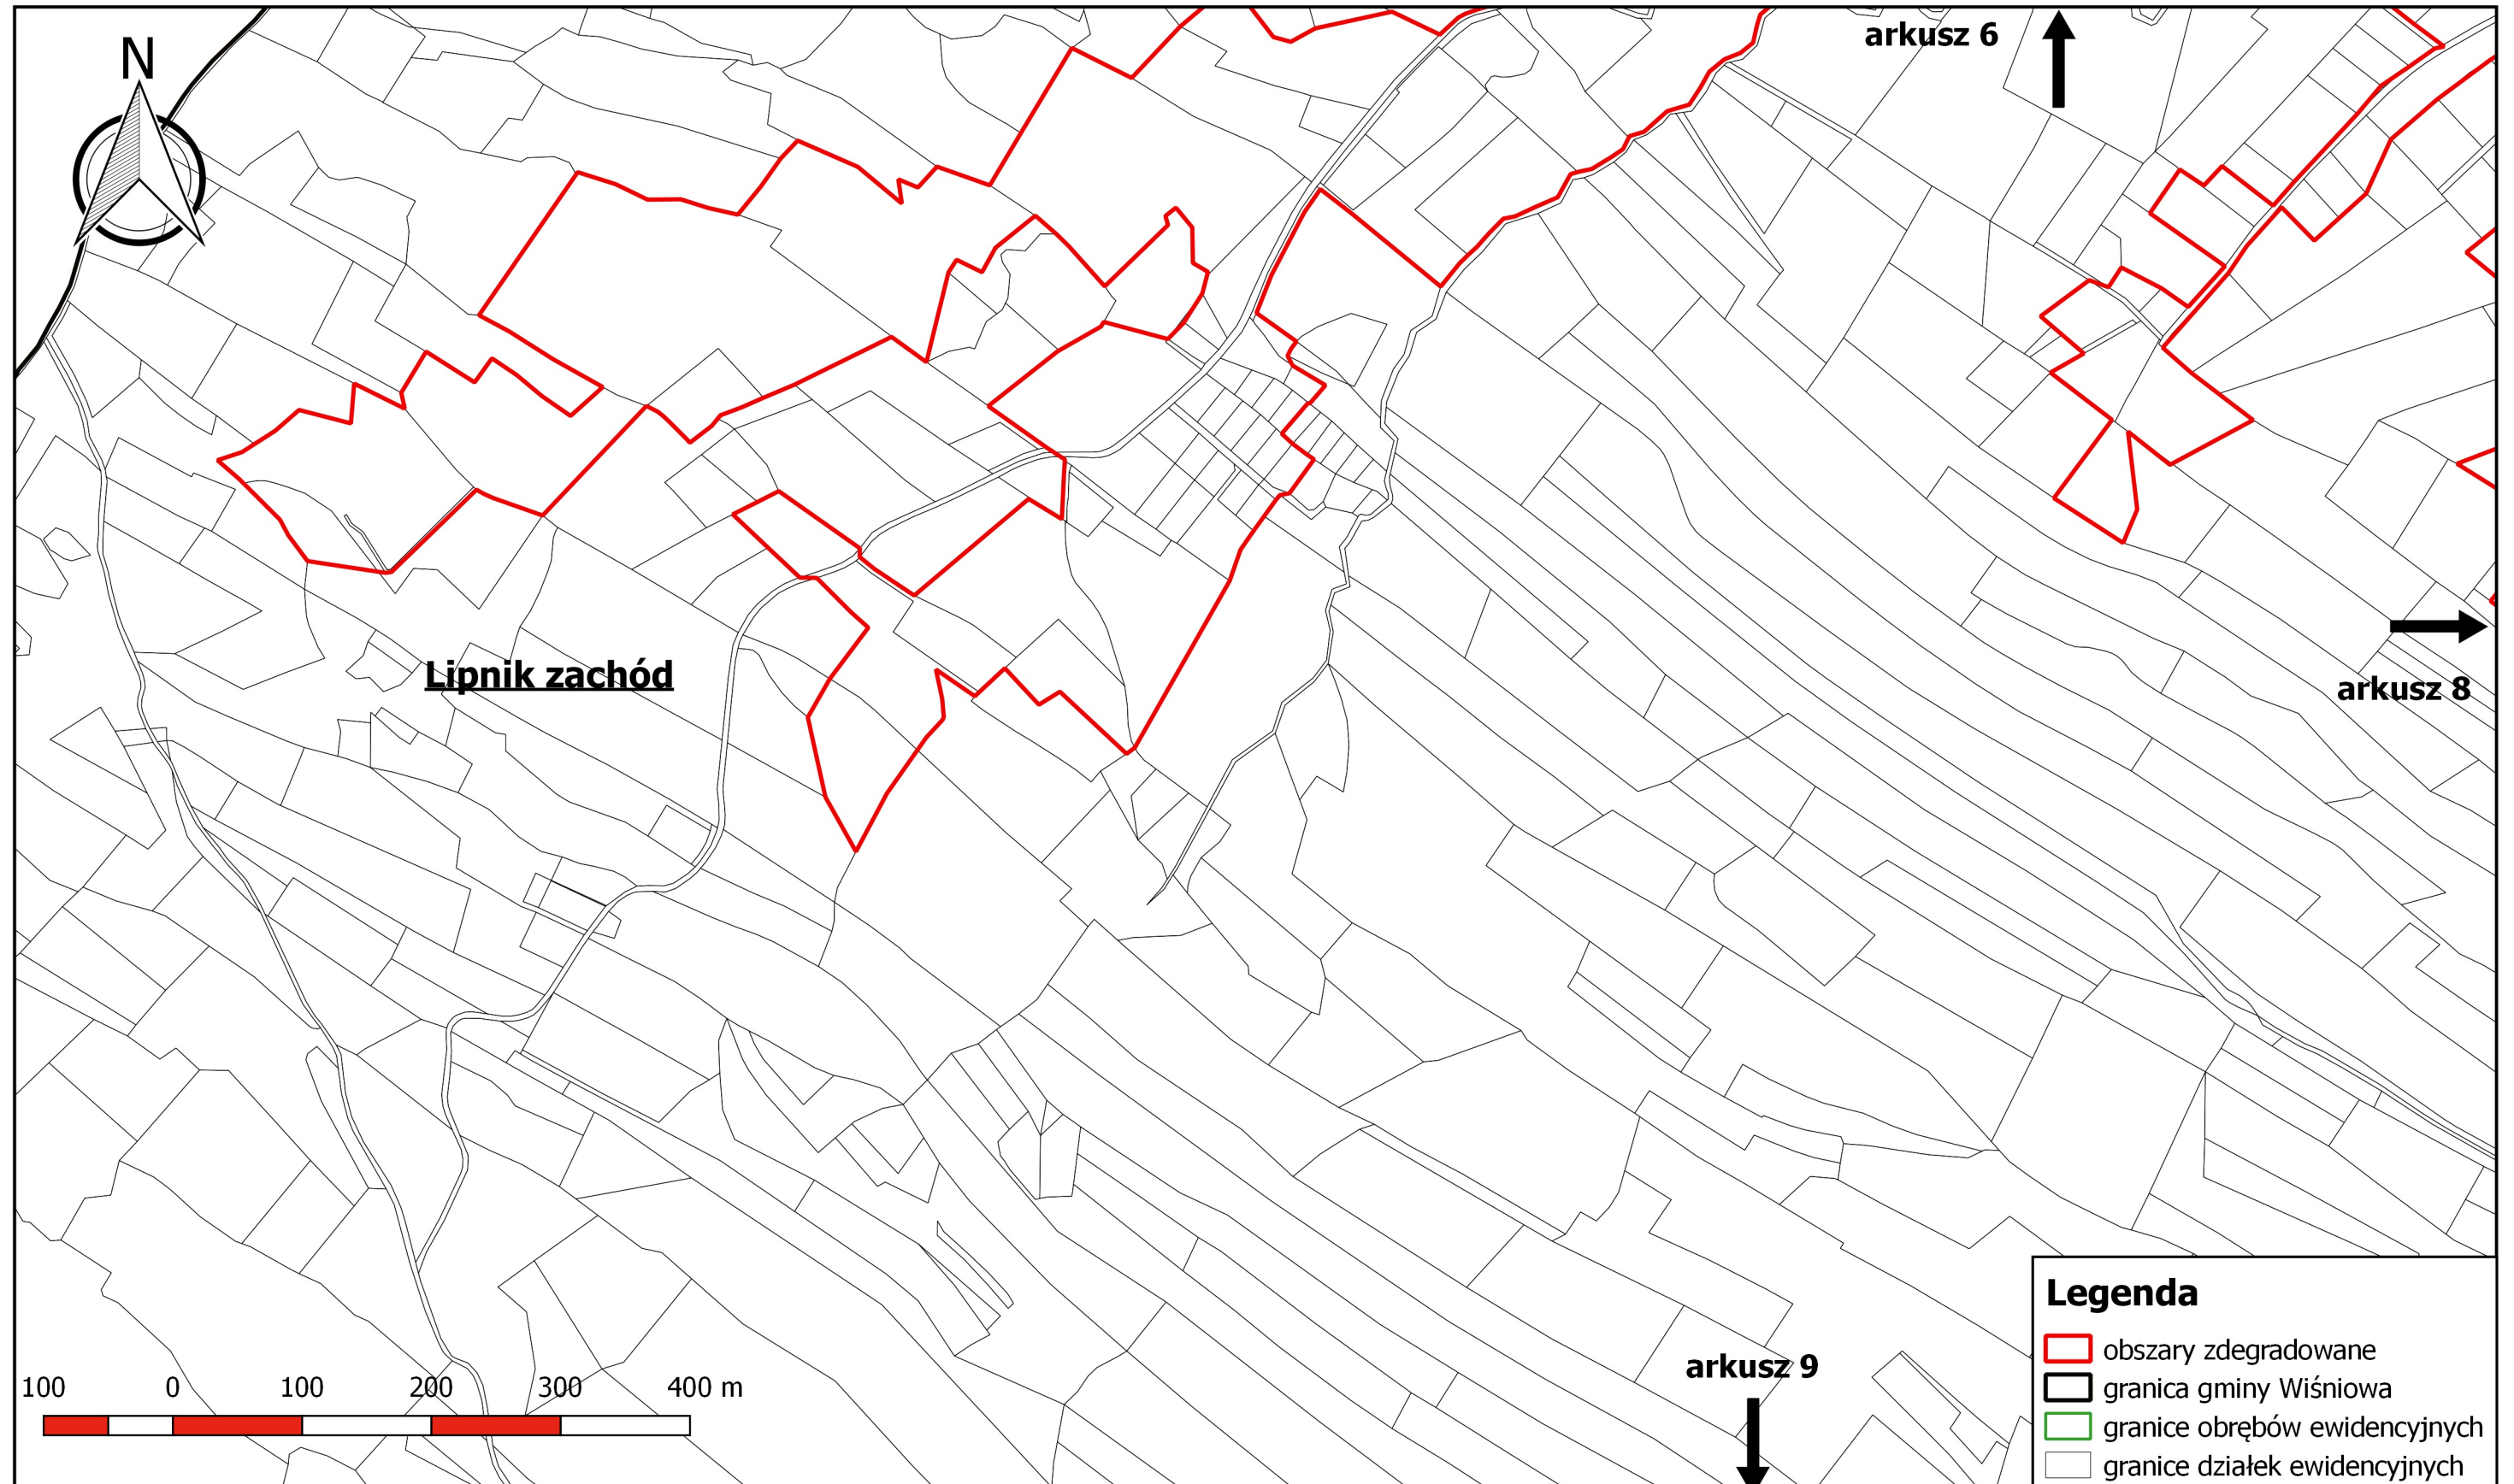 arkusz 6
N
Lipnik zachód
arkusz 8
Legenda
obszary zdegradowane
granica gminy Wiśniowa
granice obrębów ewidencyjnych
granice działek ewidencyjnych
arkusz 9
100 0 100 200 300 400 m